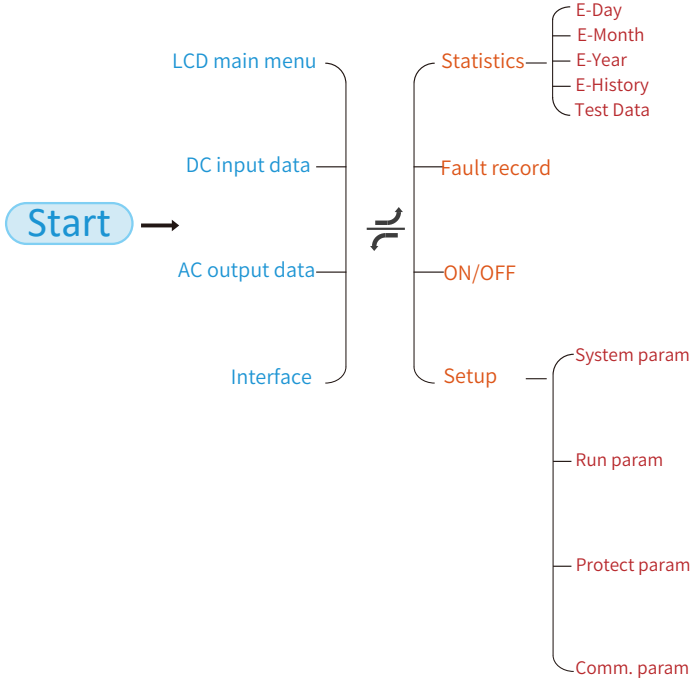 Start
LCD main menu
DC input data
AC output data
Interface
Statistics
Fault record
ON/OFF
Setup
E-Day
E-Month
E-Year
E-History
Test Data
System param
Run param
Protect param
Comm. param